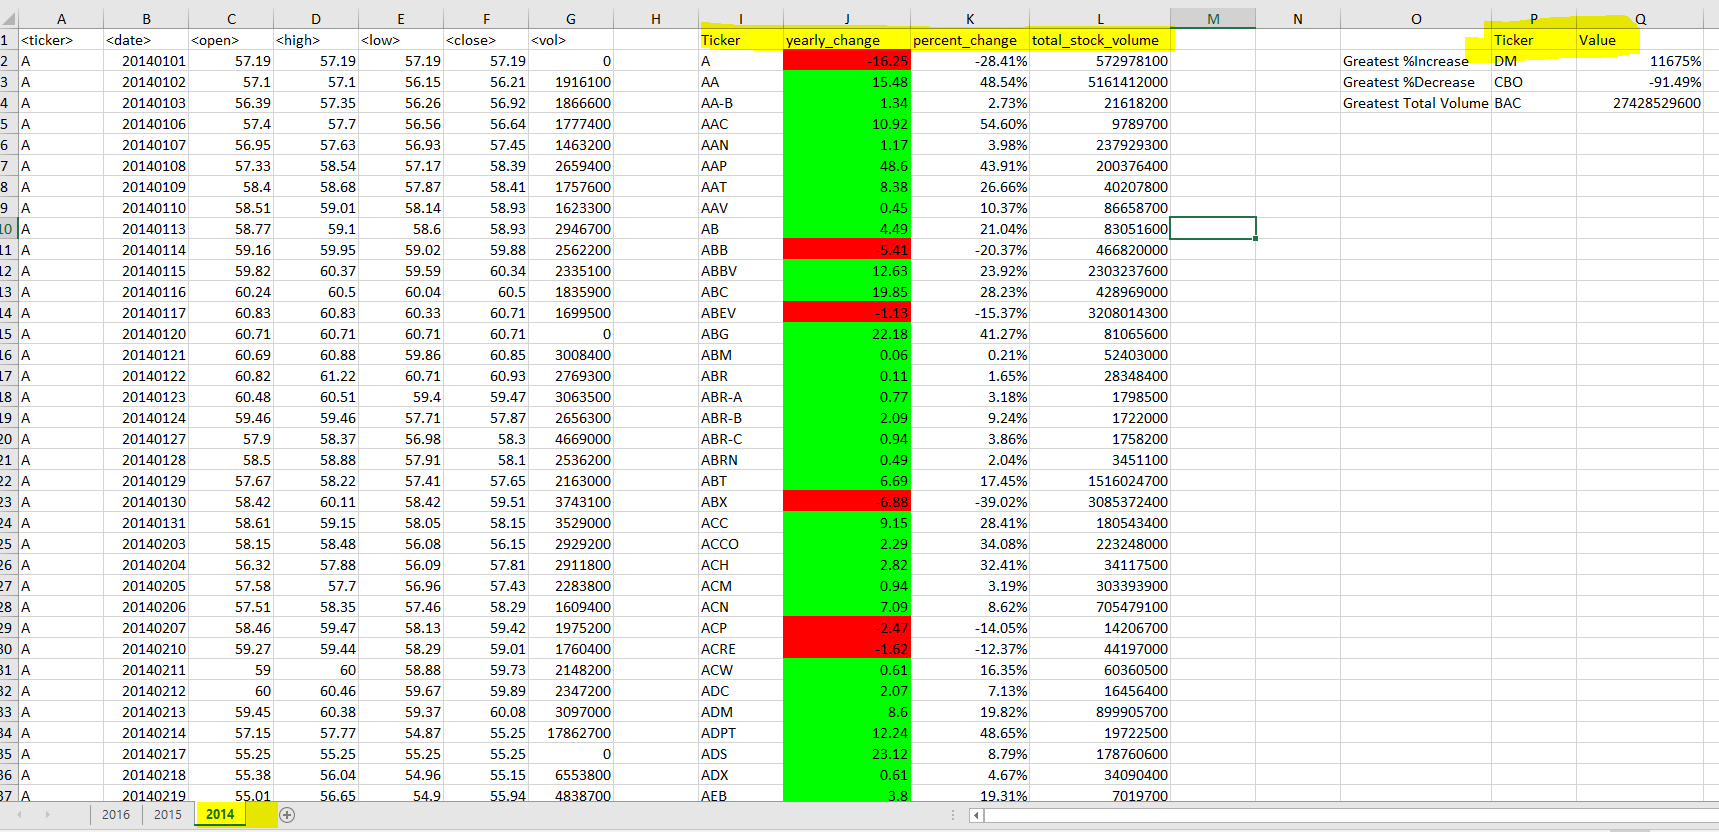 A B C D E F G H I J K L M N O P Q
1 <ticker> <date> <open> <high> <low> <close> <vol> Ticker yearly_change percent_change total_stock_volume Ticker Value
2 A 20140101 57.19 57.19 57.19 57.19 0 A -16.25 -28.41% 572978100 Greatest %Increase DM 11675%
3 A 20140102 57.1 57.1 56.15 56.21 1916100 AA 15.48 48.54% 5161412000 Greatest %Decrease CBO -91.49%
4 A 20140103 56.39 57.35 56.26 56.92 1866600 AA-B 1.34 2.73% 21618200 Greatest Total Volume BAC 27428529600
5 A 20140106 57.4 57.7 56.56 56.64 1777400 AAC 10.92 54.60% 9789700
6 A 20140107 56.95 57.63 56.93 57.45 1463200 AAN 1.17 3.98% 237929300
7 A 20140108 57.33 58.54 57.17 58.39 2659400 AAP 48.6 43.91% 200376400
8 A 20140109 58.4 58.68 57.87 58.41 1757600 AAT 8.38 26.66% 40207800
9 A 20140110 58.51 59.01 58.14 58.93 1623300 AAV 0.45 10.37% 86658700
10 A 20140113 58.77 59.1 58.6 58.93 2946700 AB 4.49 21.04% 83051600
11 A 20140114 59.16 59.95 59.02 59.88 2562200 ABB -5.41 -20.37% 466820000
12 A 20140115 59.82 60.37 59.59 60.34 2335100 ABBV 12.63 23.92% 2303237600
13 A 20140116 60.24 60.5 60.04 60.5 1835900 ABC 19.85 28.23% 428969000
14 A 20140117 60.83 60.83 60.33 60.71 1699500 ABEV -1.13 -15.37% 3208014300
15 A 20140120 60.71 60.71 60.71 60.71 0 ABG 22.18 41.27% 81065600
16 A 20140121 60.69 60.88 59.86 60.85 3008400 ABM 0.06 0.21% 52403000
17 A 20140122 60.82 61.22 60.71 60.93 2769300 ABR 0.11 1.65% 28348400
18 A 20140123 60.48 60.51 59.4 59.47 3063500 ABR-A 0.77 3.18% 1798500
19 A 20140124 59.46 59.46 57.71 57.87 2656300 ABR-B 2.09 9.24% 1722000
20 A 20140127 57.9 58.37 56.98 58.3 4669000 ABR-C 0.94 3.86% 1758200
21 A 20140128 58.5 58.88 57.91 58.1 2536200 ABRN 0.49 2.04% 3451100
22 A 20140129 57.67 58.22 57.41 57.65 2163000 ABT 6.69 17.45% 1516024700
23 A 20140130 58.42 60.11 58.42 59.51 3743100 ABX -6.88 -39.02% 3085372400
24 A 20140131 58.61 59.15 58.05 58.15 3529000 ACC 9.15 28.41% 180543400
25 A 20140203 58.15 58.48 56.08 56.15 2929200 ACCO 2.29 34.08% 223248000
26 A 20140204 56.32 57.88 56.09 57.81 2911800 ACH 2.82 32.41% 34117500
27 A 20140205 57.58 57.7 56.96 57.43 2283800 ACM 0.94 3.19% 303393900
28 A 20140206 57.51 58.35 57.46 58.29 1609400 ACN 7.09 8.62% 705479100
29 A 20140207 58.46 59.47 58.13 59.42 1975200 ACP -2.47 -14.05% 14206700
30 A 20140210 59.27 59.44 58.29 59.01 1760400 ACRE -1.62 -12.37% 44197000
31 A 20140211 59 60 58.88 59.73 2148200 ACW 0.61 16.35% 60360500
32 A 20140212 60 60.46 59.67 59.89 2347200 ADC 2.07 7.13% 16456400
33 A 20140213 59.45 60.38 59.37 60.08 3097000 ADM 8.6 19.82% 899905700
34 A 20140214 57.15 57.77 54.87 55.25 17862700 ADPT 12.24 48.65% 19722500
35 A 20140217 55.25 55.25 55.25 55.25 0 ADS 23.12 8.79% 178760600
36 A 20140218 55.38 56.04 54.96 55.15 6553800 ADX 0.61 4.67% 34090400
37 A 20140219 55.01 56.65 54.9 55.94 4838700 AEB 3.8 19.31% 7019700
2016 2015 2014